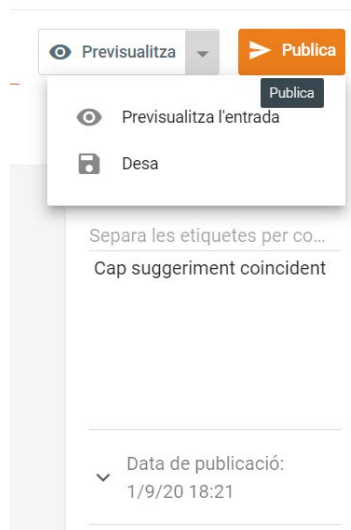 Previsualitza
Publica
Publica
Previsualitza l'entrada
Desa
Separa les etiquetes per co...
Cap suggeriment coincident
Data de publicació:
1/9/20 18:21